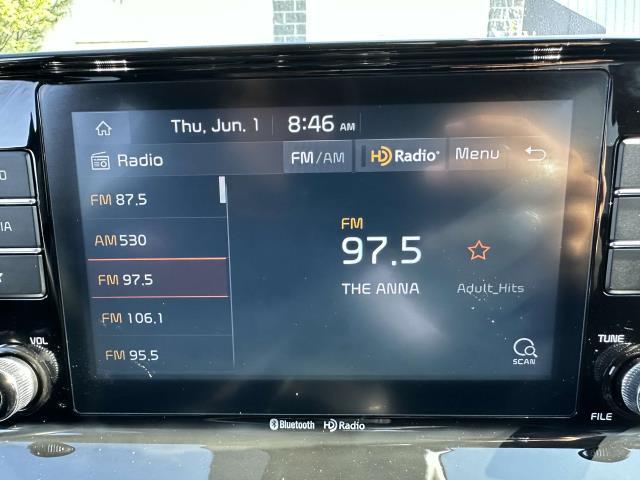 Thu, Jun. 1 8:46 AM
Radio FM/AM HD Radio Menu
FM 87.5
AM 530
FM 97.5
FM 106.1
FM 95.5
FM
97.5
THE ANNA Adult_Hits
SCAN
VOL
TUNE
FILE
Bluetooth HD Radio